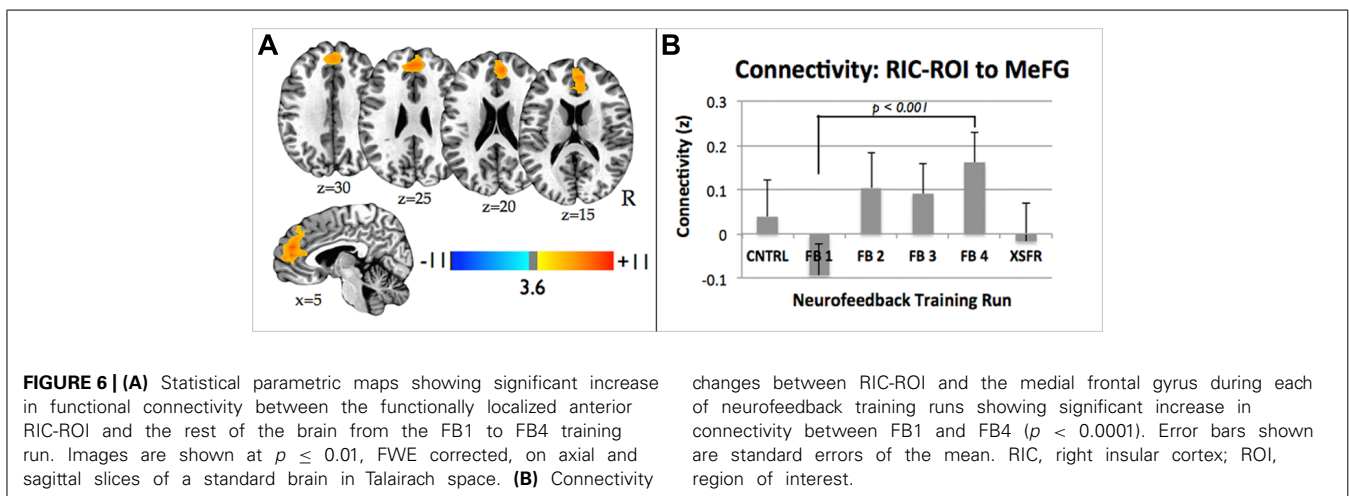 A
z=30
z=25
z=20
z=15
R
x=5
-11
+11
3.6
B
Connectivity: RIC-ROI to MeFG
Connectivity (z)
0.3
0.2
0.1
0
-0.1
p < 0.001
CNTRL FB 1 FB 2 FB 3 FB 4 XSFR
Neurofeedback Training Run
FIGURE 6 | (A) Statistical parametric maps showing significant increase
in functional connectivity between the functionally localized anterior
RIC-ROI and the rest of the brain from the FB1 to FB4 training
run. Images are shown at p ≤ 0.01, FWE corrected, on axial and
sagittal slices of a standard brain in Talairach space. (B) Connectivity
changes between RIC-ROI and the medial frontal gyrus during each
of neurofeedback training runs showing significant increase in
connectivity between FB1 and FB4 (p < 0.0001). Error bars shown
are standard errors of the mean. RIC, right insular cortex; ROI,
region of interest.